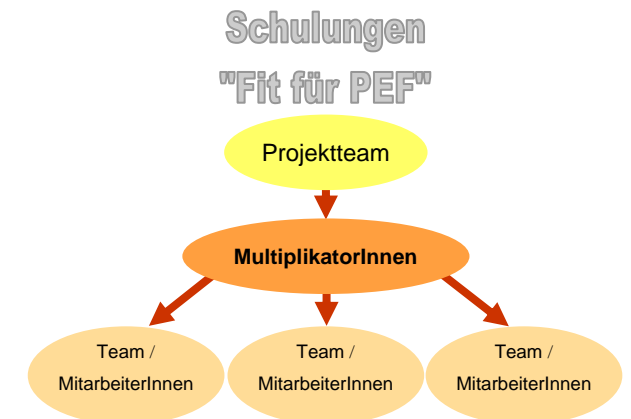 Schulungen
"Fit für PEF"
Projektteam
MultiplikatorInnen
Team /
MitarbeiterInnen
Team /
MitarbeiterInnen
Team /
MitarbeiterInnen